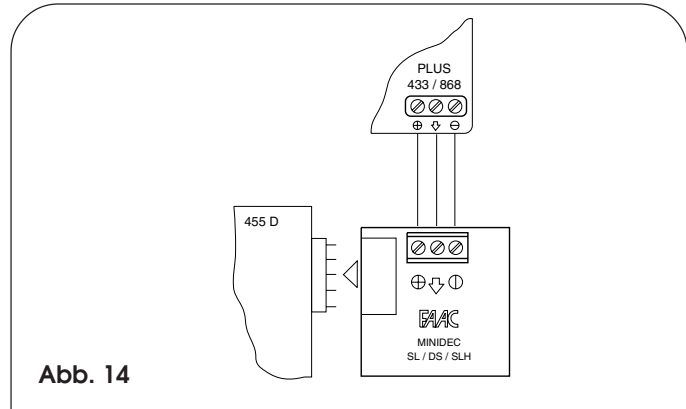 PLUS
433 / 868
455 D
FAAC
MINIDEC
SL / DS / SLH
Abb. 14